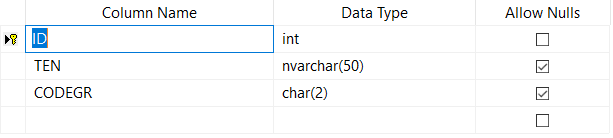 Column Name Data Type Allow Nulls
ID int
TEN nvarchar(50)
CODEGR char(2)